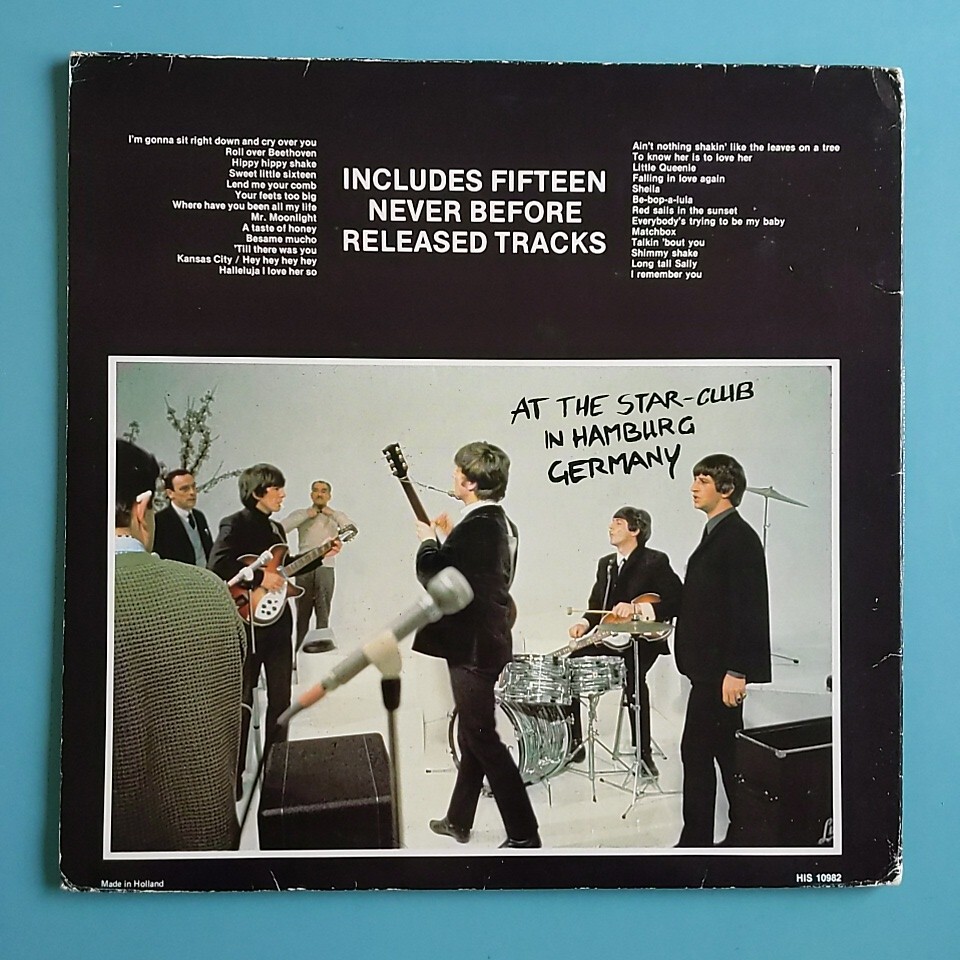 I'm gonna sit right down and cry over you
Roll over Beethoven
Hippy hippy shake
Sweet little sixteen
Lend me your comb
Your feets too big
Where have you been all my life
Mr. Moonlight
A taste of honey
Besame mucho
'Till there was you
Kansas City / Hey hey hey hey
Halleluja I love her so
INCLUDES FIFTEEN
NEVER BEFORE
RELEASED TRACKS
Ain't nothing shakin' like the leaves on a tree
To know her is to love her
Little Queenie
Falling in love again
Sheila
Be-bop-a-lula
Red sails in the sunset
Everybody's trying to be my baby
Matchbox
Talkin 'bout you
Shimmy shake
Long tall Sally
I remember you
AT THE STAR-CLUB
IN HAMBURG
GERMANY
Made in Holland
HIS 10982